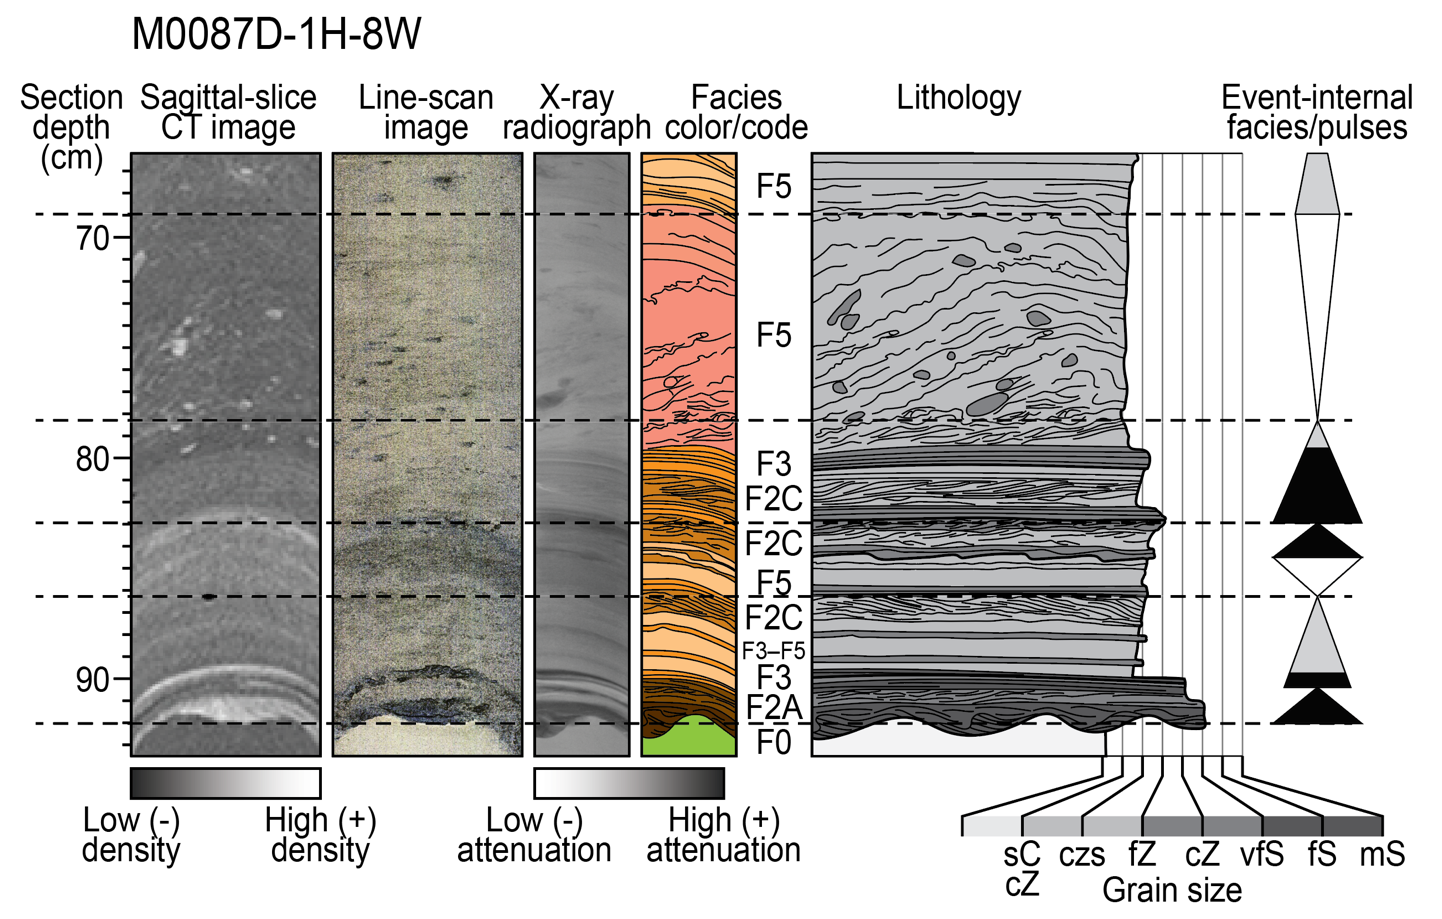 M0087D-1H-8W
Section depth (cm)
Sagittal-slice CT image
Line-scan image
X-ray radiograph
Facies color/code
Lithology
Event-internal facies/pulses
70
80
90
F5
F5
F3
F2C
F2C
F5
F2C
F3–F5
F3
F2A
F0
Low (-) density
High (+) density
Low (-) attenuation
High (+) attenuation
sC
cZ
czs
fZ
cZ
vfS
fS
mS
Grain size